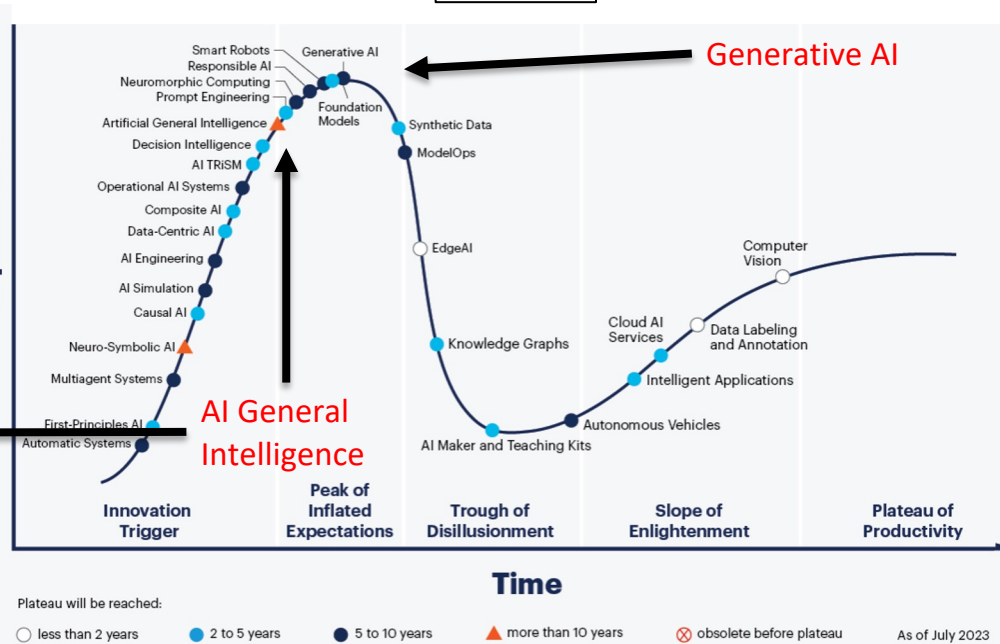 Smart Robots
Responsible AI
Neuromorphic Computing
Prompt Engineering
Artificial General Intelligence
Decision Intelligence
AI TRiSM
Operational AI Systems
Composite AI
Data-Centric AI
AI Engineering
AI Simulation
Causal AI
Neuro-Symbolic AI
Multiagent Systems
First-Principles AI
Automatic Systems
Generative AI
Foundation
Models
Generative AI
Synthetic Data
ModelOps
EdgeAI
Knowledge Graphs
AI Maker and Teaching Kits
Autonomous Vehicles
Intelligent Applications
Cloud AI
Services
Data Labeling
and Annotation
Computer
Vision
AI General
Intelligence
Innovation
Trigger
Peak of
Inflated
Expectations
Trough of
Disillusionment
Slope of
Enlightenment
Plateau of
Productivity
Time
Plateau will be reached:
less than 2 years
2 to 5 years
5 to 10 years
more than 10 years
obsolete before plateau
As of July 2023